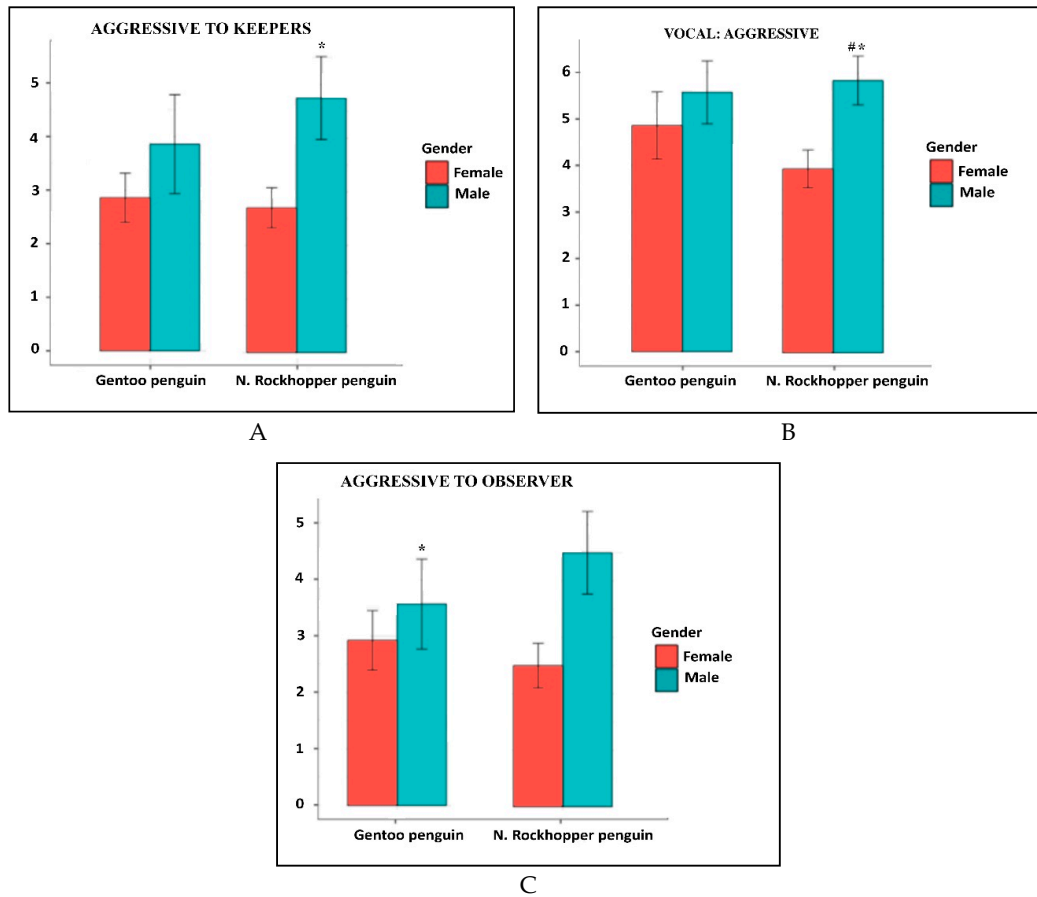 AGGRESSIVE TO KEEPERS
*
5
4
3
2
1
0
Gender
Female
Male
Gentoo penguin
N. Rockhopper penguin
A
VOCAL: AGGRESSIVE
#*
6
5
4
3
2
1
0
Gender
Female
Male
Gentoo penguin
N. Rockhopper penguin
B
AGGRESSIVE TO OBSERVER
5
*
4
3
2
1
0
Gender
Female
Male
Gentoo penguin
N. Rockhopper penguin
C